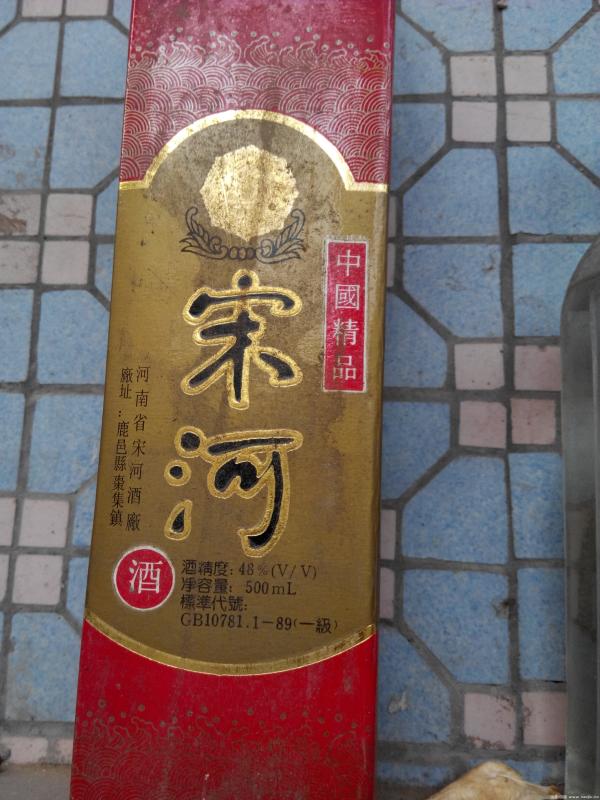 中國精品
宋河
河南省宋河酒廠
廠址：鹿邑縣棗集鎮
酒
酒精度: 48%(V/V)
净容量: 500mL
標準代號:
GB10781.1－89(一級)